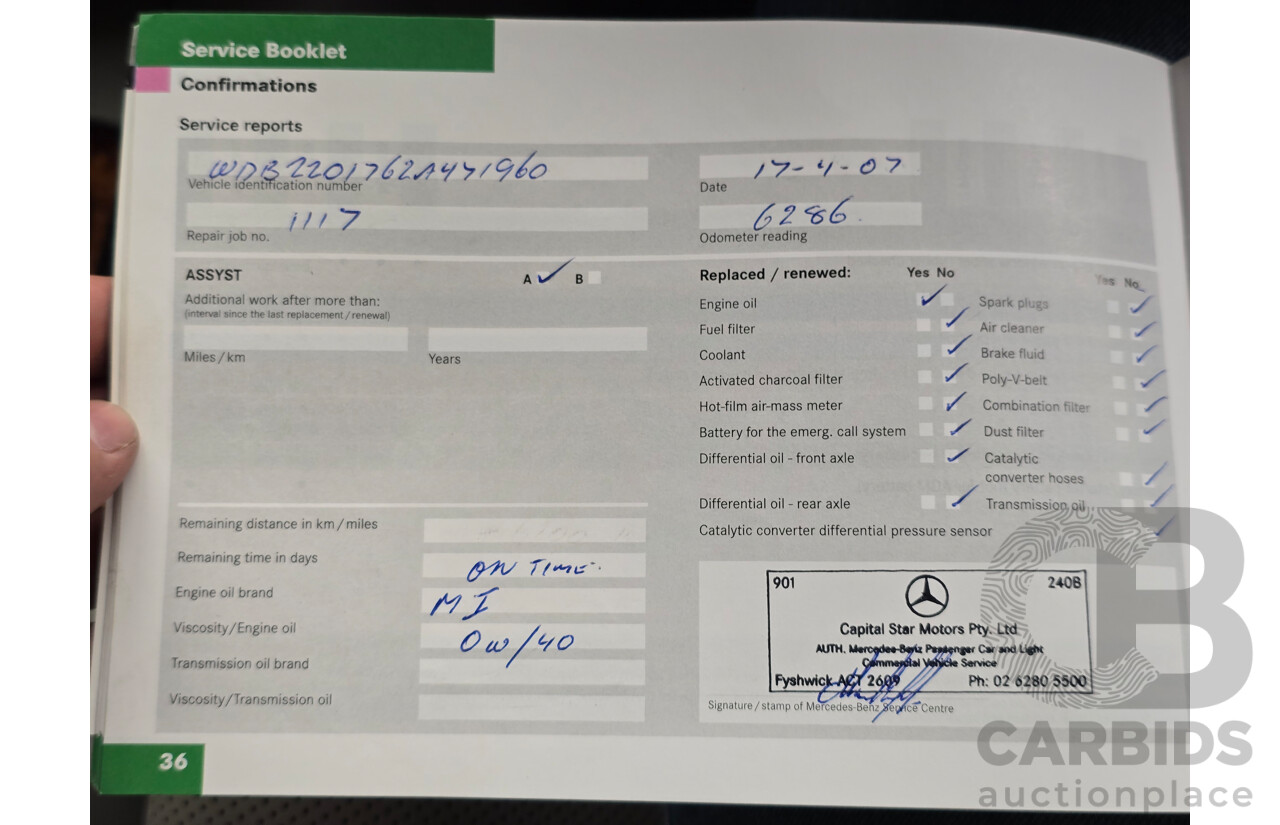 Service Booklet
Confirmations
Service reports
WDB2201762A471960
Vehicle identification number
17-4-07
Date
1117
Repair job no.
6286
Odometer reading
ASSYST
A ✓ B
Additional work after more than:
(interval since the last replacement/renewal)
Miles/km
Years
Replaced / renewed:
Yes No
Yes No
Engine oil
Spark plugs
Fuel filter
Air cleaner
Coolant
Brake fluid
Activated charcoal filter
Poly-V-belt
Hot-film air-mass meter
Combination filter
Battery for the emerg. call system
Dust filter
Differential oil - front axle
Catalytic
converter hoses
Differential oil - rear axle
Transmission oil
Catalytic converter differential pressure sensor
Remaining distance in km/miles
Remaining time in days
ON TIME.
Engine oil brand
M I
Viscosity/Engine oil
0w/40
Transmission oil brand
Viscosity/Transmission oil
901
240B
Capital Star Motors Pty. Ltd
AUTH. Mercedes-Benz Passenger Car and Light
Commercial Vehicle Service
Fyshwick ACT 2609 Ph: 02 6280 5500
Signature/stamp of Mercedes-Benz Service Centre
36
CB
CARBIDS
auctionplace